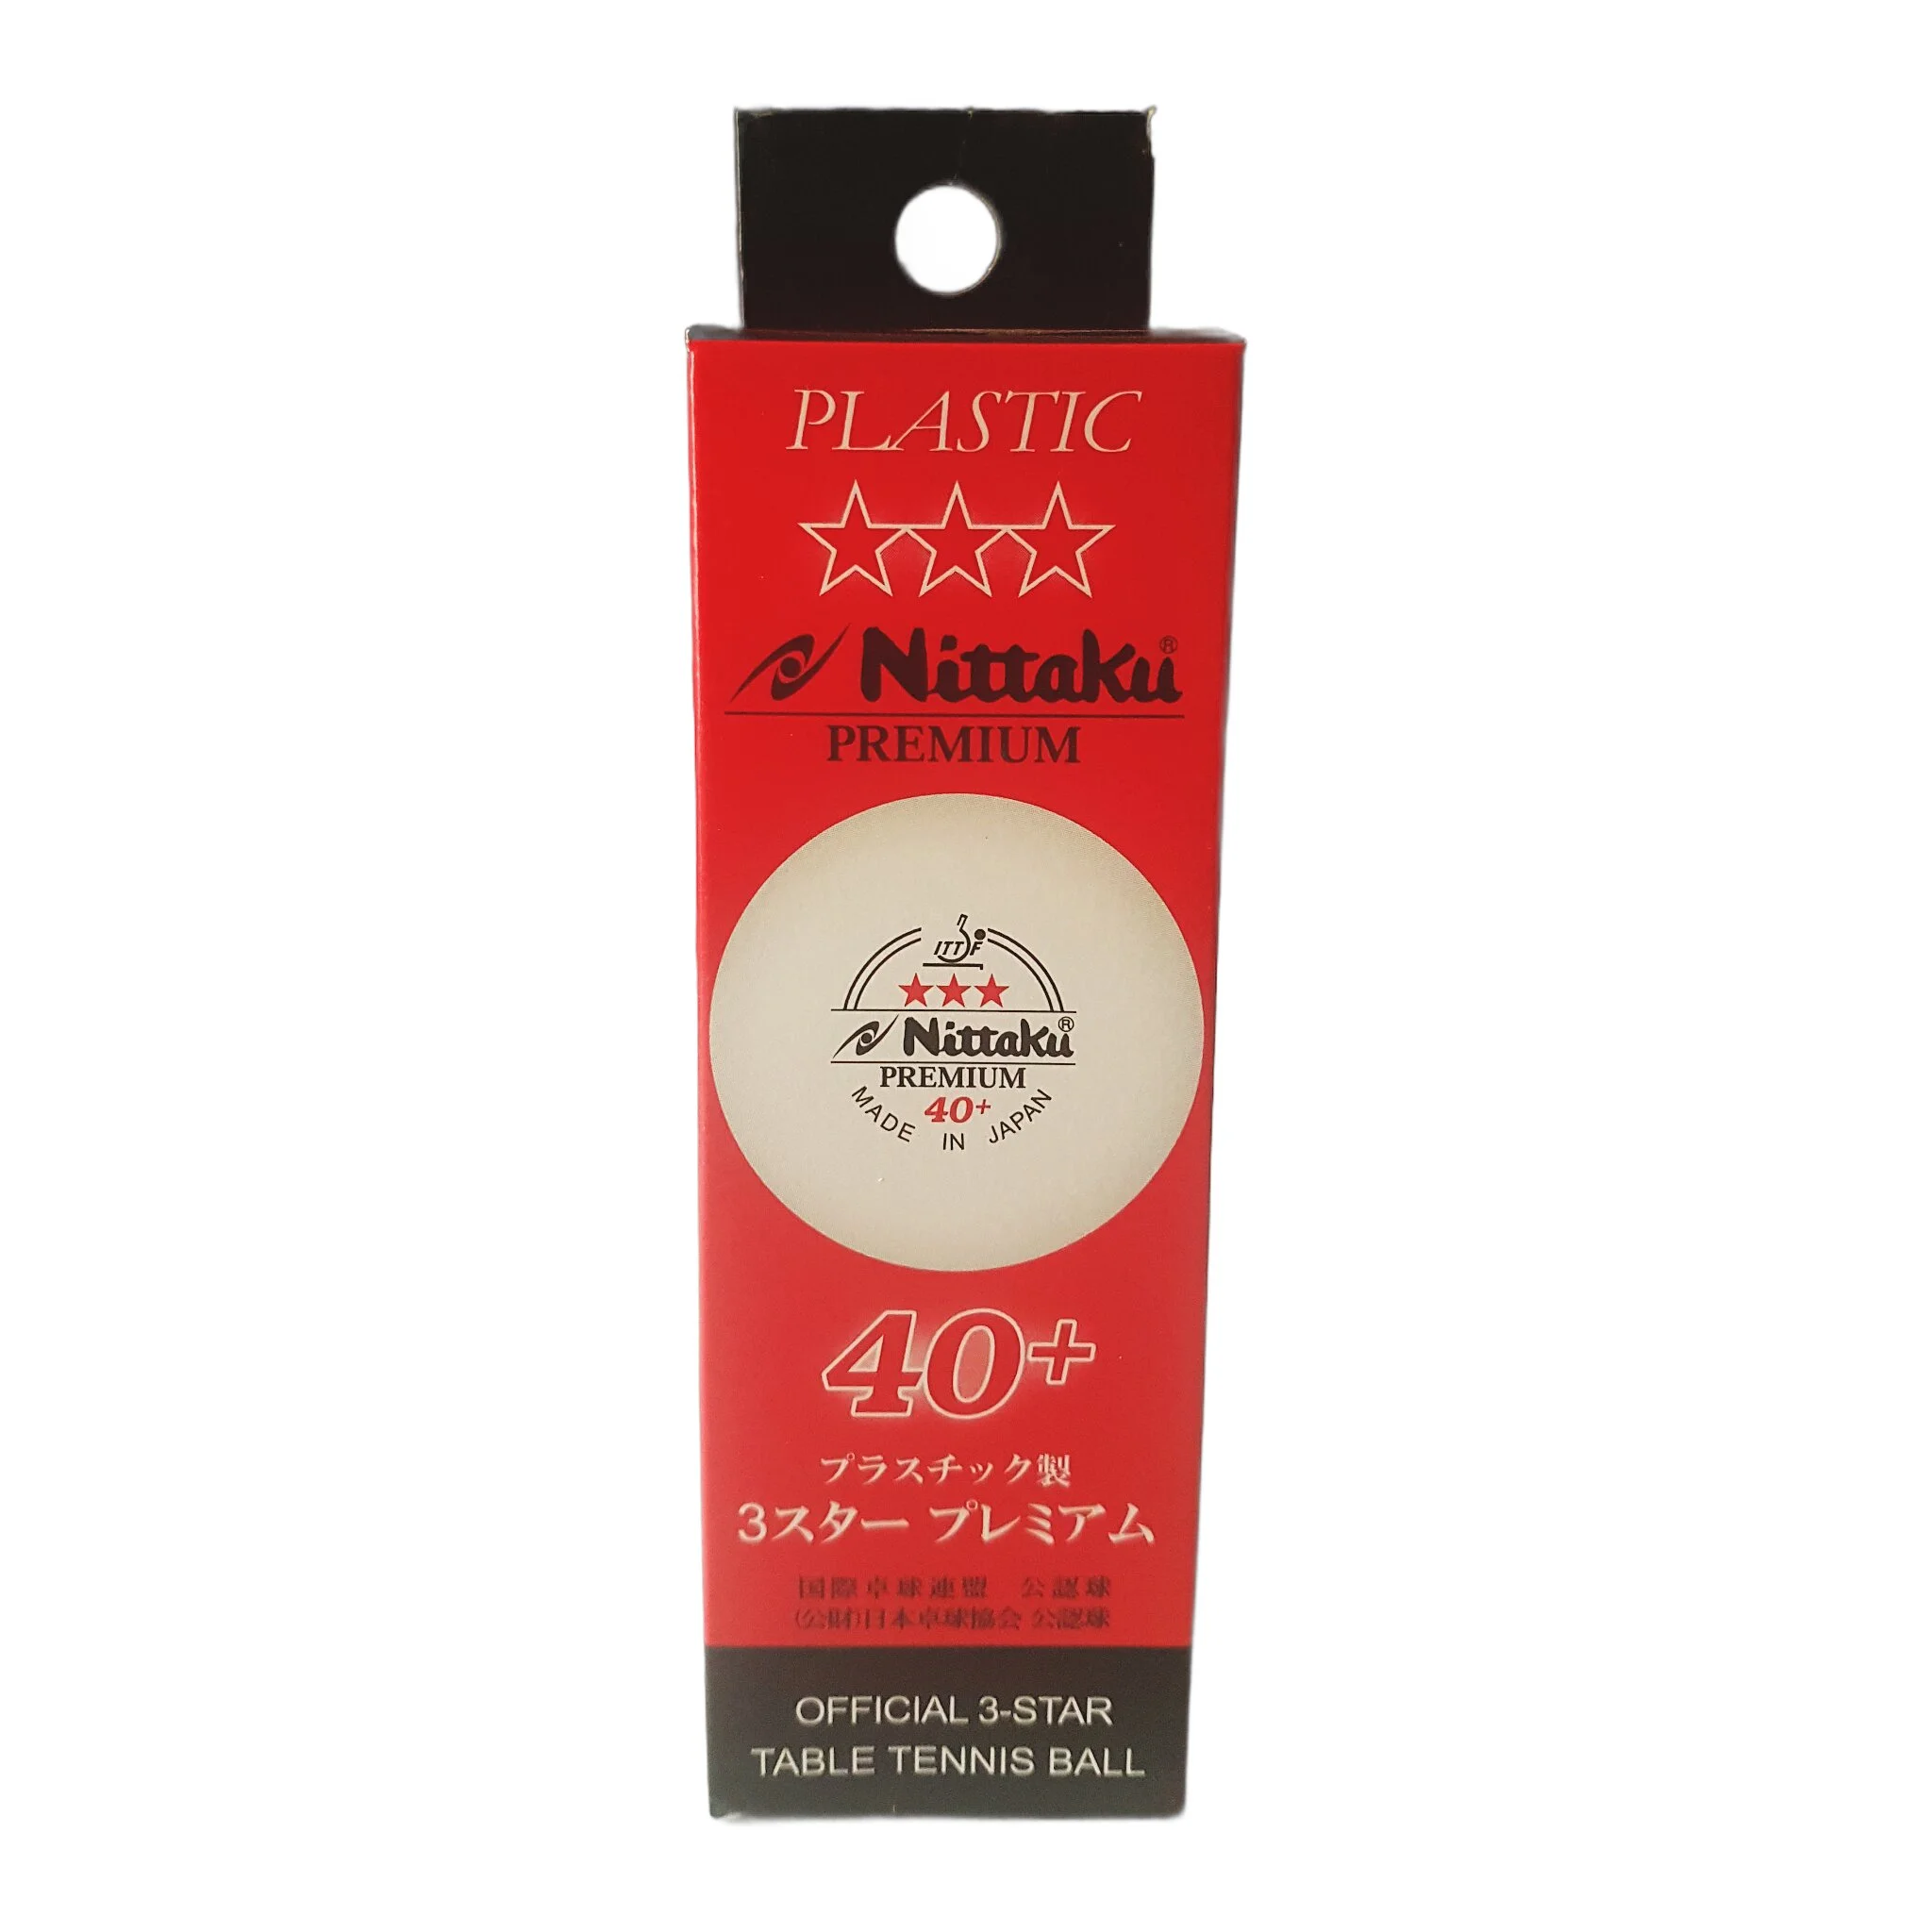 PLASTIC
Nittaku®
PREMIUM
ITTF
Nittaku®
PREMIUM
40+
MADE IN JAPAN
40+
プラスチック製
3スター プレミアム
国際卓球連盟 公認球
(公財)日本卓球協会 公認球
OFFICIAL 3-STAR
TABLE TENNIS BALL